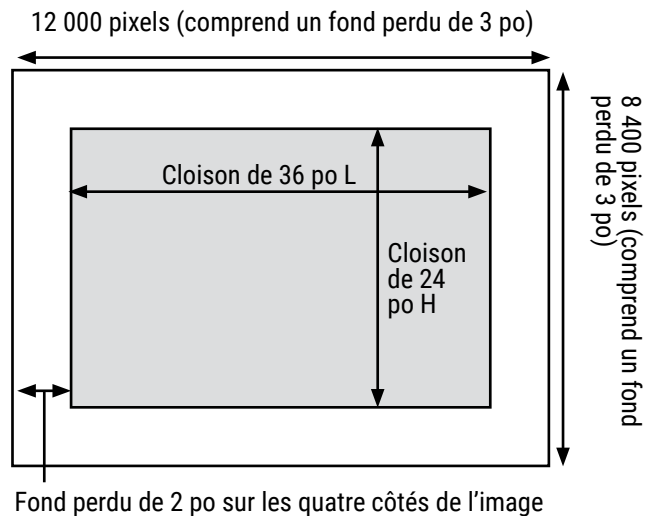 12 000 pixels (comprend un fond perdu de 3 po)
8 400 pixels (comprend un fond
perdu de 3 po)
Cloison de 36 po L
Cloison
de 24
po H
Fond perdu de 2 po sur les quatre côtés de l’image